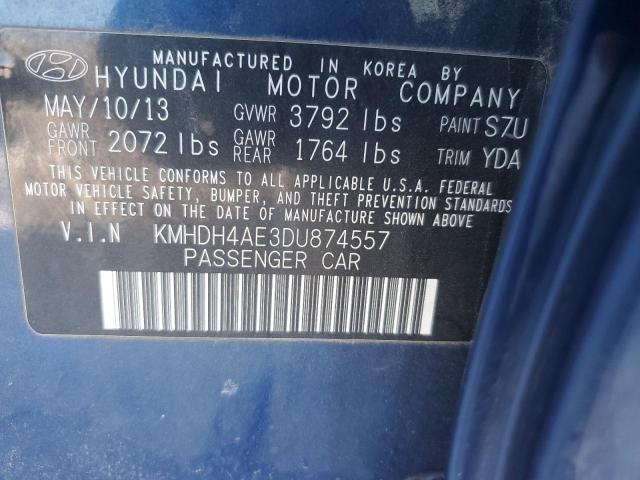 MANUFACTURED IN KOREA BY
HYUNDAI MOTOR COMPANY
MAY/10/13 GVWR 3792 lbs PAINT S7U
GAWR FRONT 2072 lbs GAWR REAR 1764 lbs TRIM YDA
THIS VEHICLE CONFORMS TO ALL APPLICABLE U.S.A. FEDERAL
MOTOR VEHICLE SAFETY, BUMPER, AND THEFT PREVENTION STANDARDS
IN EFFECT ON THE DATE OF MANUFACTURE SHOWN ABOVE
V.I.N KMHDH4AE3DU874557
PASSENGER CAR